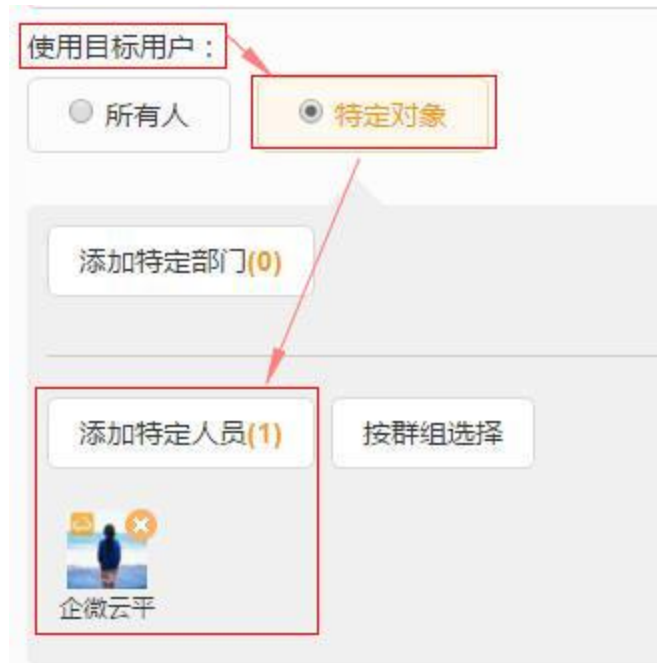 使用目标用户：
所有人 特定对象
添加特定部门(0)
添加特定人员(1) 按群组选择
企微云平